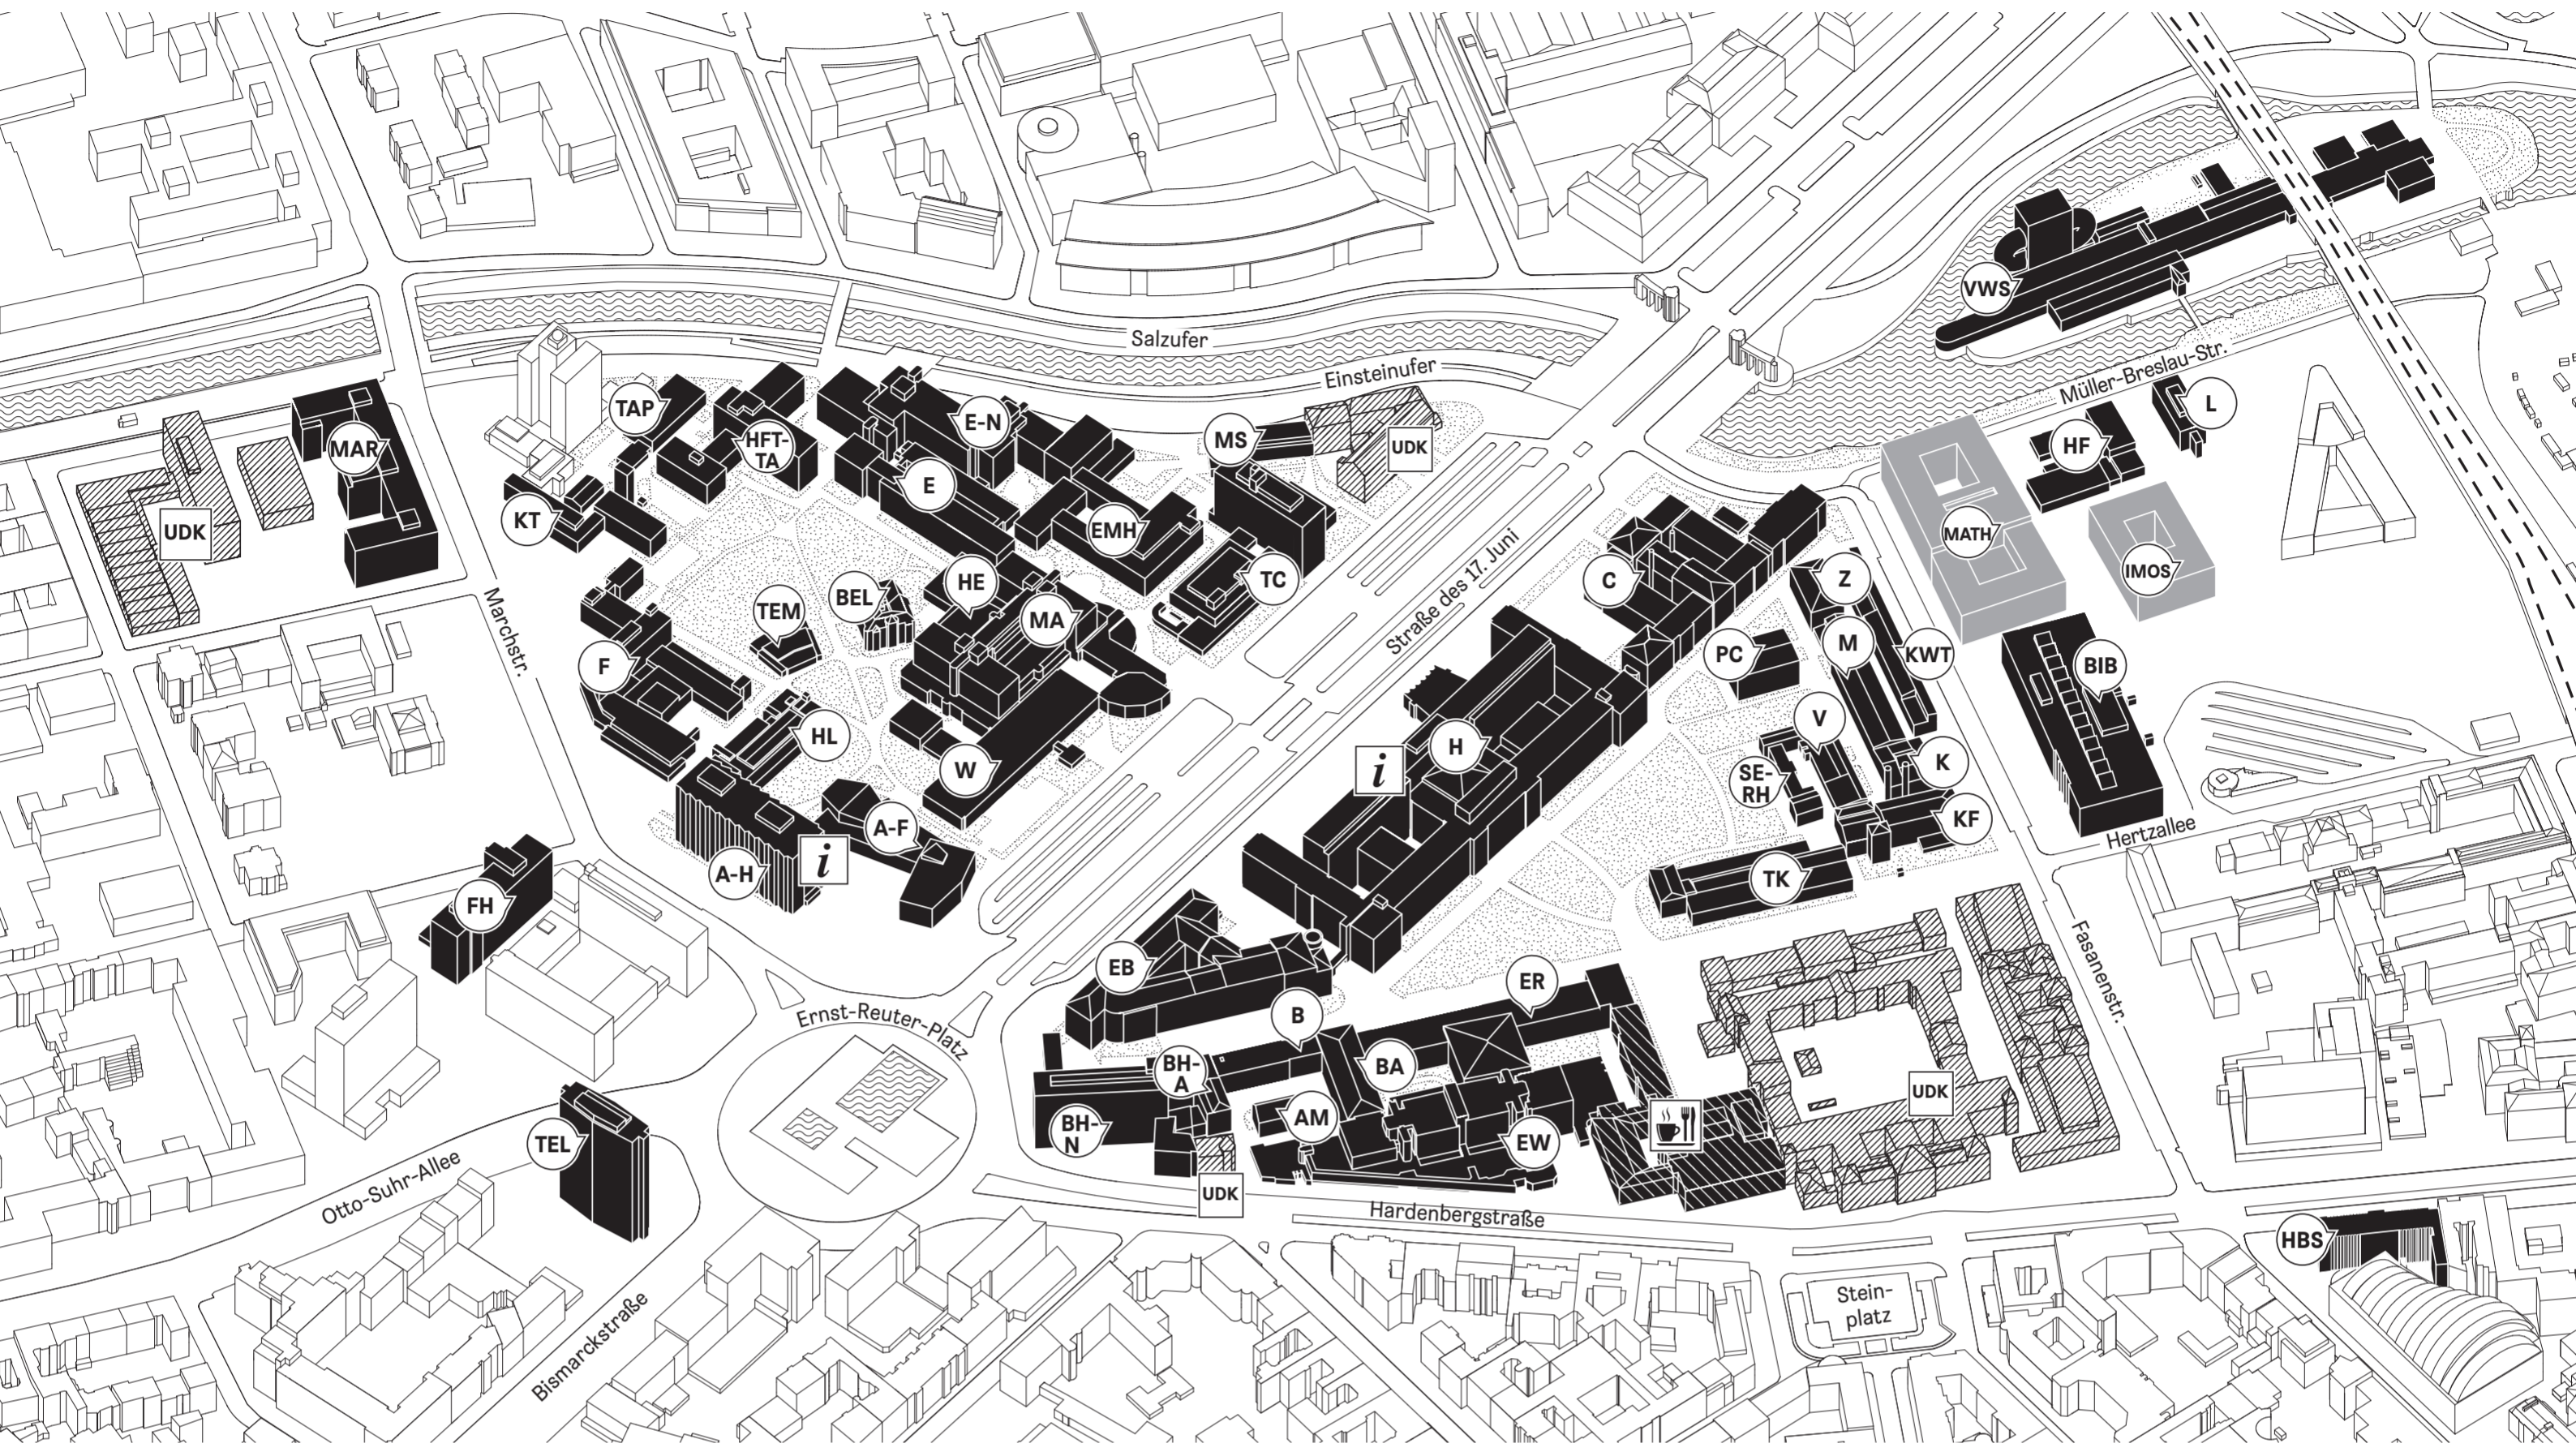 VWS
Salzufer
Müller-Breslau-Str.
Einsteinufer
TAP
L
E-N
MS
HFT-
TA
MAR
UDK
HF
E
KT
UDK
EMH
MATH
Straße des 17. Juni
IMOS
HE
TC
C
Z
BEL
TEM
MA
Marchstr.
M
PC
KWT
F
BIB
V
HL
H
i
W
K
SE-
RH
KF
A-F
Hertzallee
i
A-H
TK
FH
Fasanenstr.
EB
ER
Ernst-Reuter-Platz
B
BH-
A
BA
UDK
AM
BH-
N
EW
TEL
Otto-Suhr-Allee
UDK
Hardenbergstraße
HBS
Stein-
platz
Bismarckstraße